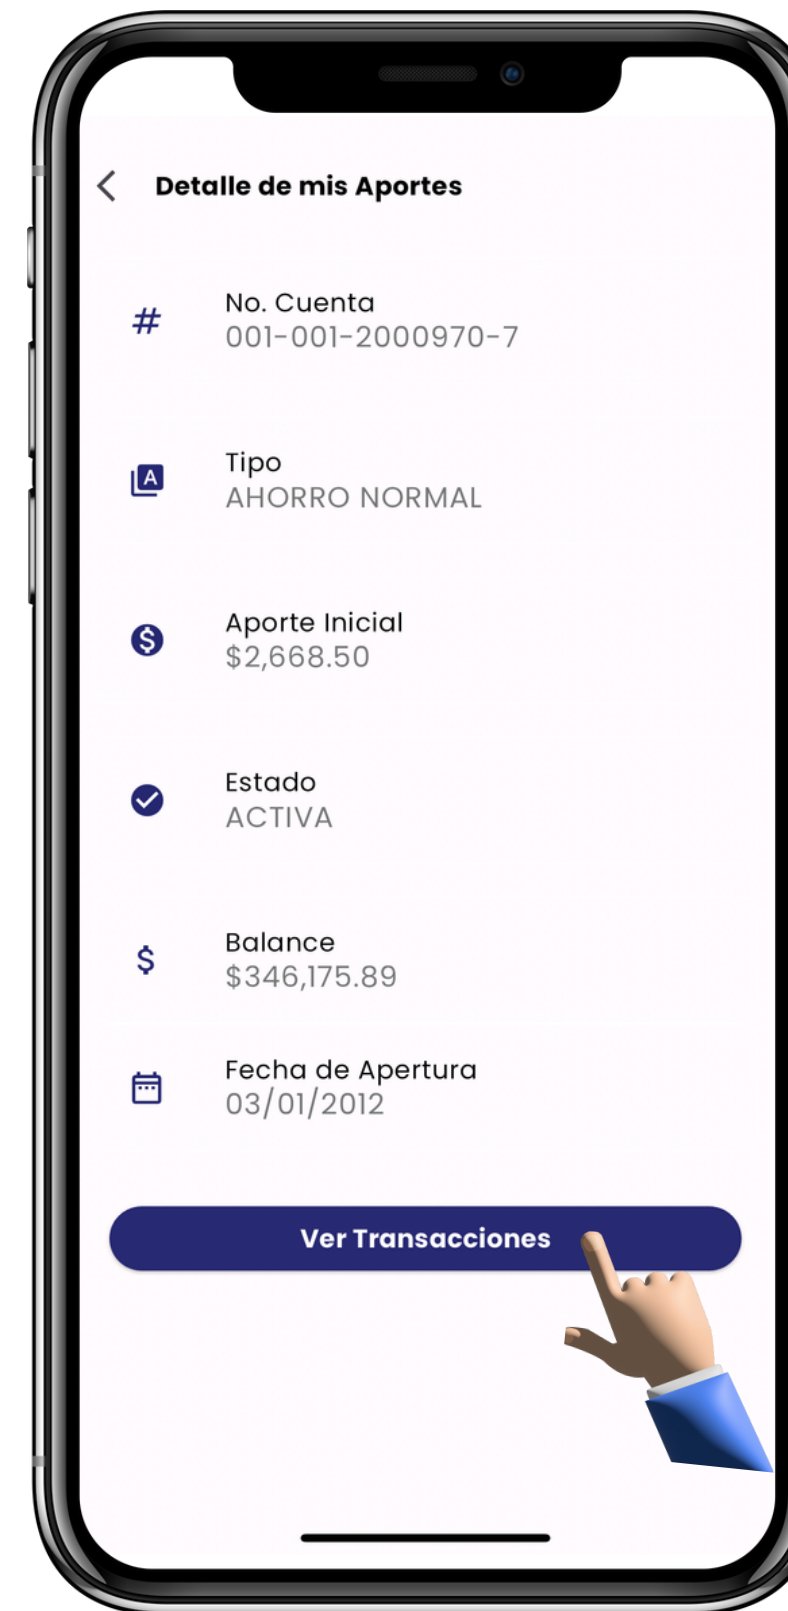 Detalle de mis Aportes
#
No. Cuenta
001-001-2000970-7
A
Tipo
AHORRO NORMAL
$
Aporte Inicial
$2,668.50
Estado
ACTIVA
$
Balance
$346,175.89
Fecha de Apertura
03/01/2012
Ver Transacciones